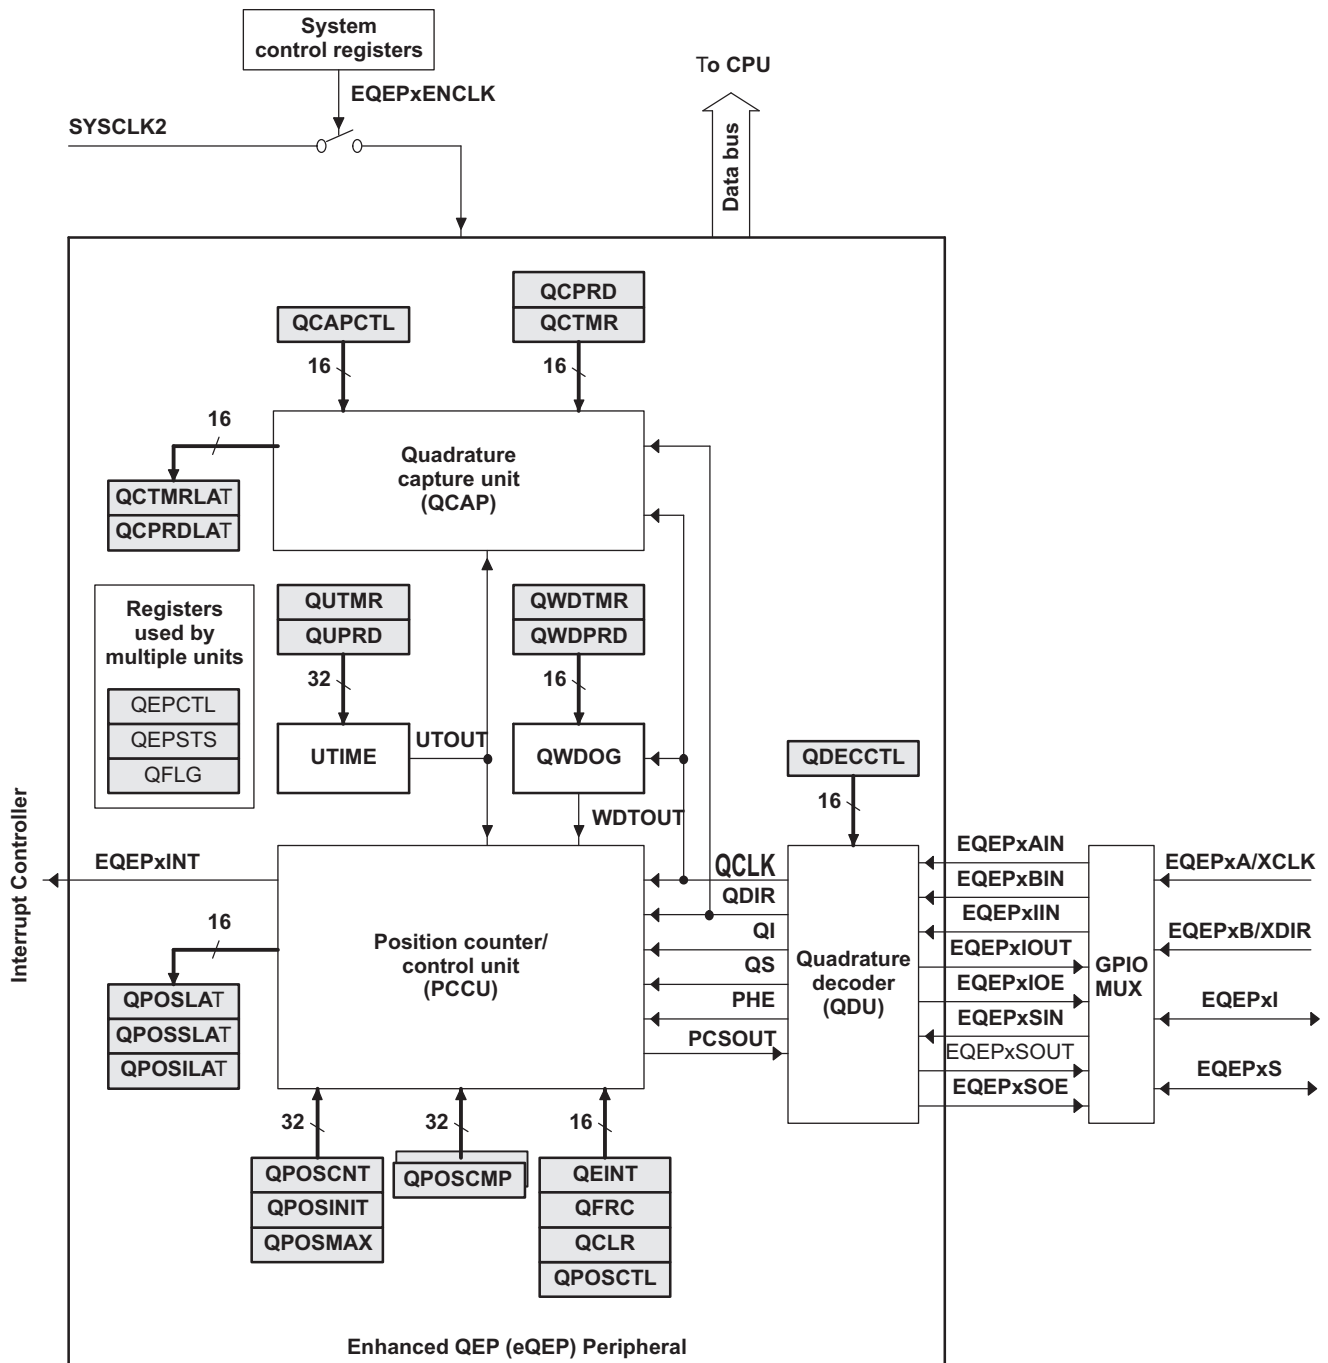 System
control registers
To CPU
EQEPxENCLK
SYSCLK2
Data bus
QCPRD
QCAPCTL
QCTMR
16
16
16
Quadrature
capture unit
(QCAP)
QCTMRLAT
QCPRDLAT
Registers
used by
multiple units
QEPCTL
QEPSTS
QFLG
QUTMR
QUPRD
32
UTIME
UTOUT
QWDTMR
QWDPRD
16
QWDOG
WDTOUT
QDECCTL
16
Interrupt Controller
EQEPxINT
16
QPOSLAT
QPOSSLAT
QPOSILAT
Position counter/
control unit
(PCCU)
QCLK
QDIR
QI
QS
PHE
PCSOUT
Quadrature
decoder
(QDU)
EQEPxAIN
EQEPxBIN
EQEPxIIN
EQEPxIOUT
EQEPxIOE
EQEPxSIN
EQEPxSOUT
EQEPxSOE
GPIO
MUX
EQEPxA/XCLK
EQEPxB/XDIR
EQEPxI
EQEPxS
32
32
16
QPOSCNT
QPOSINIT
QPOSMAX
QPOSCMP
QEINT
QFRC
QCLR
QPOSCTL
Enhanced QEP (eQEP) Peripheral